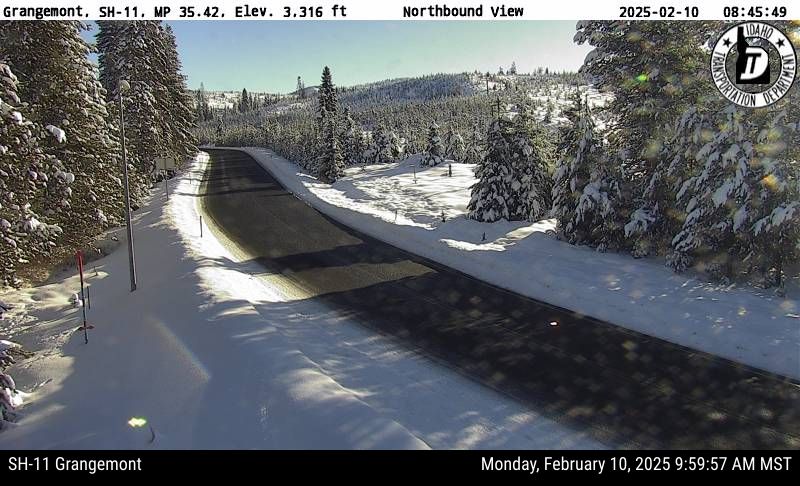 Grangemont, SH-11, MP 35.42, Elev. 3,316 ft Northbound View 2025-02-10 08:45:49
IDAHO
TRANSPORTATION DEPARTMENT
SH-11 Grangemont Monday, February 10, 2025 9:59:57 AM MST